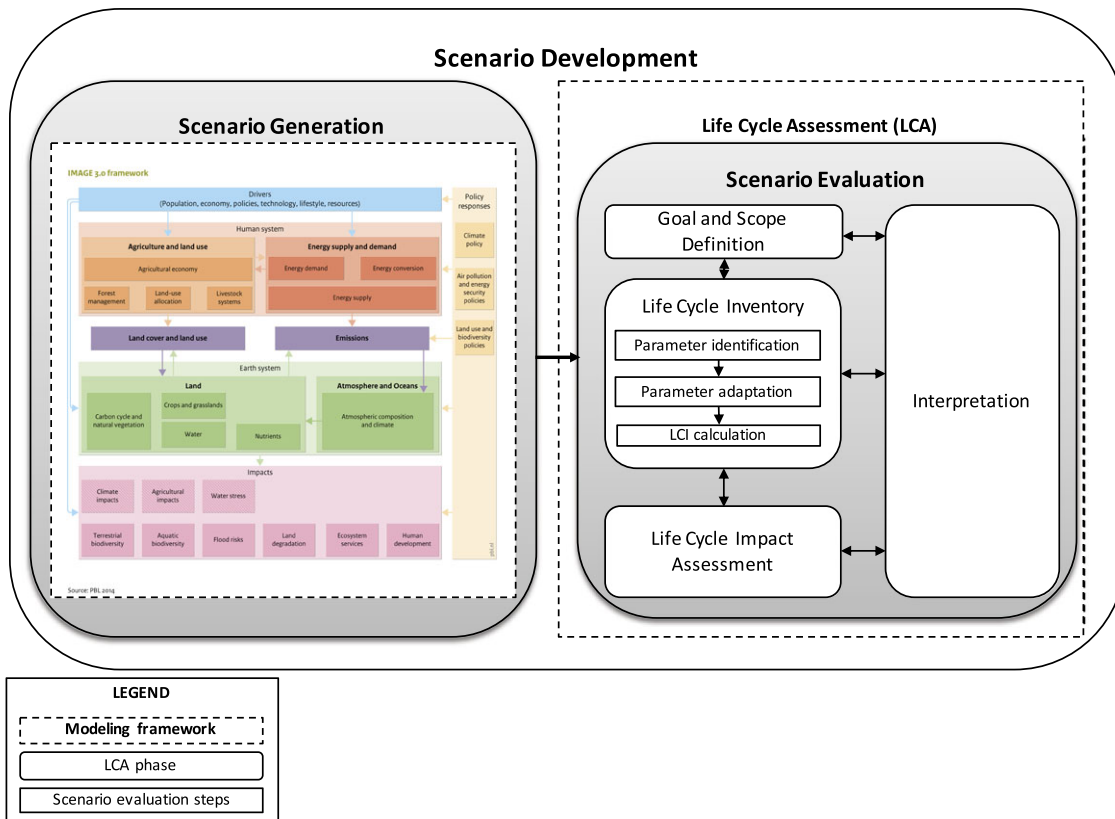 Scenario Development
Scenario Generation
IMAGE 3.0 framework
Drivers
(Population, economy, policies, technology, lifestyle, resources)
Policy
responses
Human system
Agriculture and land use
Energy supply and demand
Climate
policy
Agricultural economy
Energy demand
Energy conversion
Air pollution
and energy
security
policies
Forest
management
Land-use
allocation
Livestock
systems
Energy supply
Land cover and land use
Emissions
Land use and
biodiversity
policies
Earth system
Land
Atmosphere and Oceans
Carbon cycle and
natural vegetation
Crops and grasslands
Water
Nutrients
Atmospheric composition
and climate
Impacts
Climate
impacts
Agricultural
impacts
Water stress
Terrestrial
biodiversity
Aquatic
biodiversity
Flood risks
Land
degradation
Ecosystem
services
Human
development
pbl.nl
Source: PBL 2014
Life Cycle Assessment (LCA)
Scenario Evaluation
Goal and Scope
Definition
Life Cycle Inventory
Parameter identification
Parameter adaptation
LCI calculation
Life Cycle Impact
Assessment
Interpretation
LEGEND
Modeling framework
LCA phase
Scenario evaluation steps